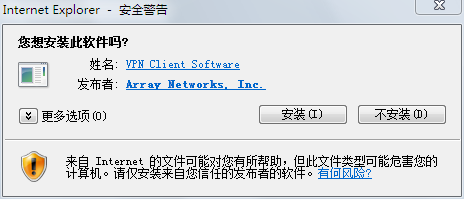 Internet Explorer - 安全警告
您想安装此软件吗?
姓名: VPN Client Software
发布者: Array Networks, Inc.
更多选项(O)
安装(I)
不安装(D)
来自 Internet 的文件可能对您有所帮助，但此文件类型可能危害您的
计算机。请仅安装来自您信任的发布者的软件。有何风险?